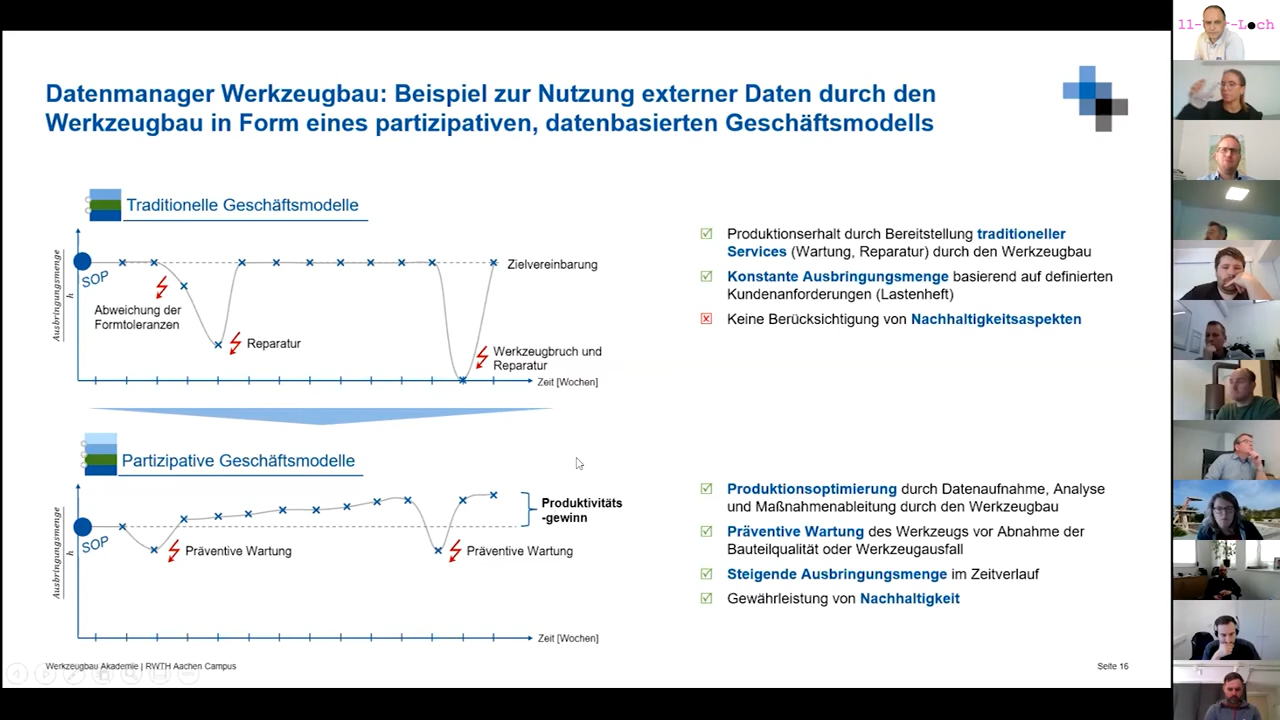 Datenmanager Werkzeugbau: Beispiel zur Nutzung externer Daten durch den
Werkzeugbau in Form eines partizipativen, datenbasierten Geschäftsmodells
Traditionelle Geschäftsmodelle
Ausbringungsmenge
h
SOP
Abweichung der
Formtoleranzen
Reparatur
Zielvereinbarung
Werkzeugbruch und
Reparatur
Zeit [Wochen]
Produktionserhalt durch Bereitstellung traditioneller
Services (Wartung, Reparatur) durch den Werkzeugbau
Konstante Ausbringungsmenge basierend auf definierten
Kundenanforderungen (Lastenheft)
Keine Berücksichtigung von Nachhaltigkeitsaspekten
Partizipative Geschäftsmodelle
Ausbringungsmenge
h
SOP
Präventive Wartung
Präventive Wartung
Produktivitäts
-gewinn
Zeit [Wochen]
Produktionsoptimierung durch Datenaufnahme, Analyse
und Maßnahmenableitung durch den Werkzeugbau
Präventive Wartung des Werkzeugs vor Abnahme der
Bauteilqualität oder Werkzeugausfall
Steigende Ausbringungsmenge im Zeitverlauf
Gewährleistung von Nachhaltigkeit
Werkzeugbau Akademie | RWTH Aachen Campus
Seite 16